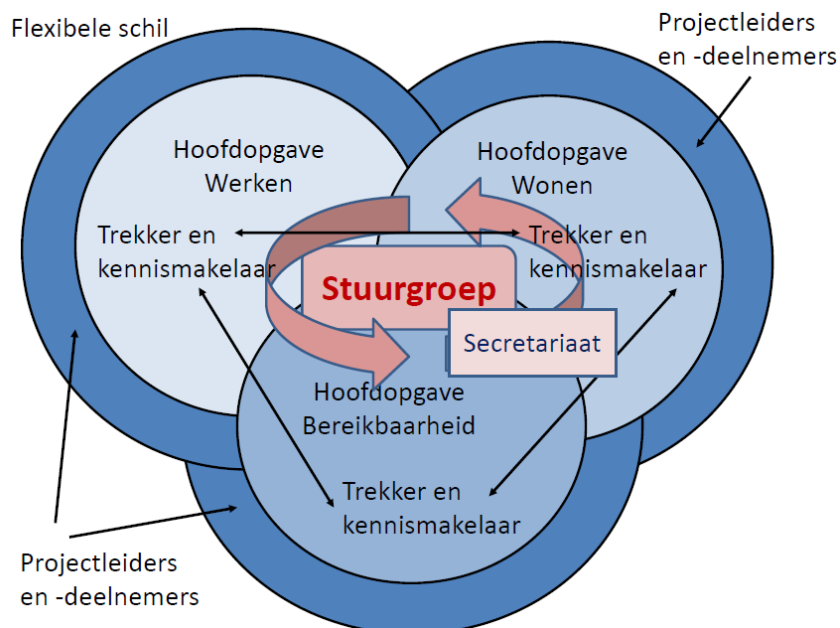 Flexibele schil
Projectleiders
en -deelnemers
Hoofdopgave
Werken
Hoofdopgave
Wonen
Trekker en
kennismakelaar
Trekker en
kennismakelaar
Stuurgroep
Secretariaat
Hoofdopgave
Bereikbaarheid
Trekker en
kennismakelaar
Projectleiders
en -deelnemers